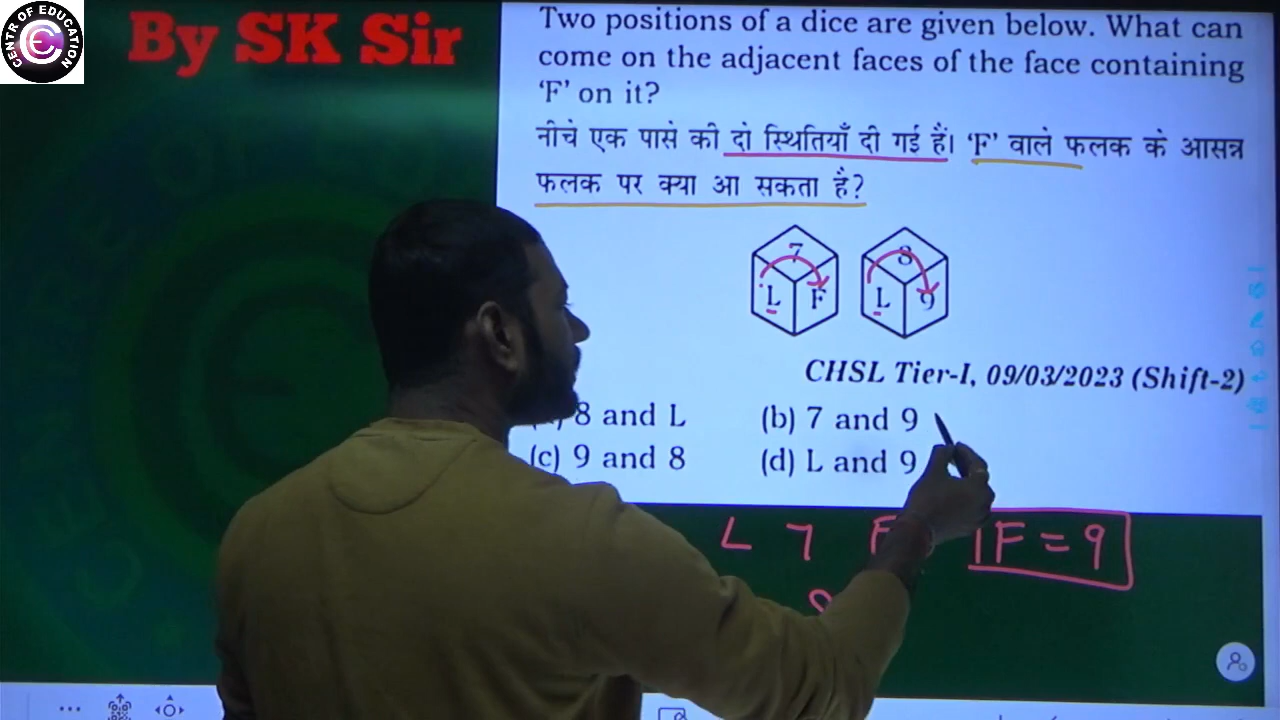 CENTR OF EDUCATION
By SK Sir
Two positions of a dice are given below. What can
come on the adjacent faces of the face containing
'F' on it?
नीचे एक पासे की दो स्थितियाँ दी गई हैं। 'F' वाले फलक के आसन्न
फलक पर क्या आ सकता है?
7 8
L F L 9
CHSL Tier-I, 09/03/2023 (Shift-2)
8 and L (b) 7 and 9
(c) 9 and 8 (d) L and 9
L 7 F F = 9